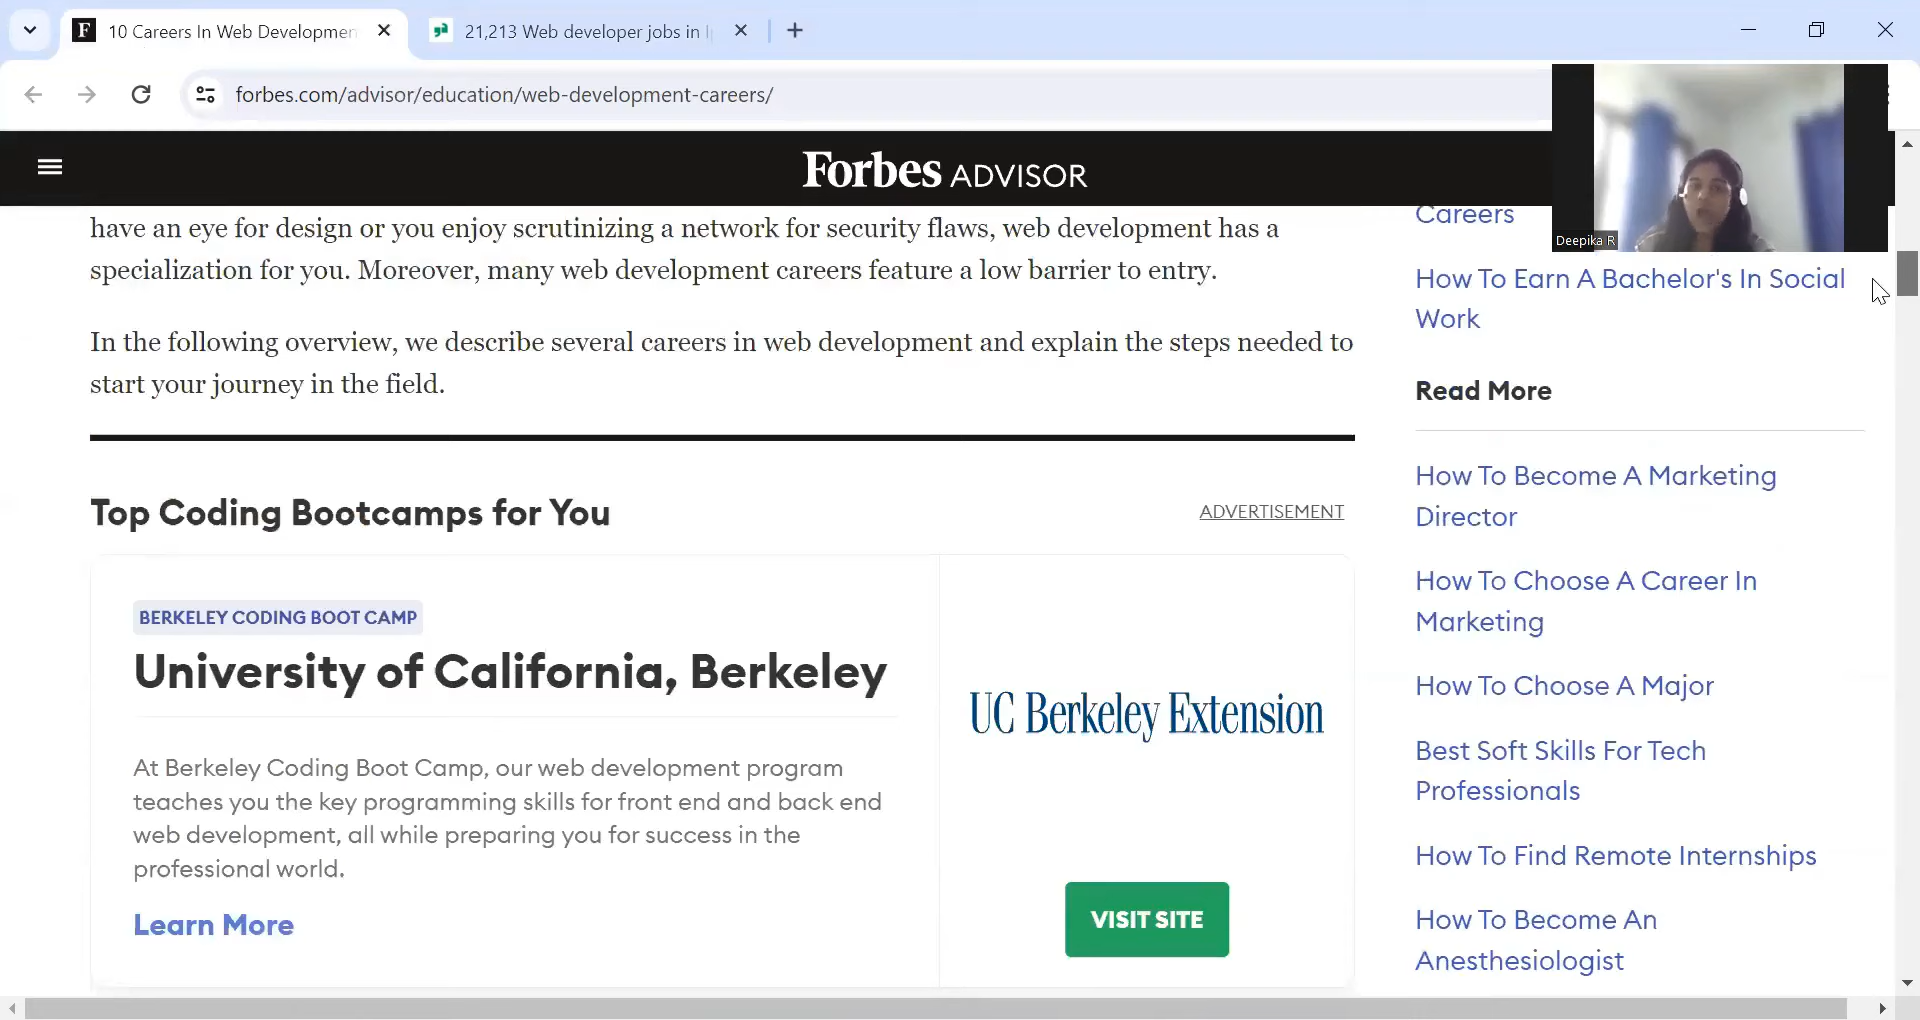 10 Careers In Web Developmen
21,213 Web developer jobs in I
forbes.com/advisor/education/web-development-careers/
Forbes ADVISOR
Deepika R
have an eye for design or you enjoy scrutinizing a network for security flaws, web development has a
specialization for you. Moreover, many web development careers feature a low barrier to entry.
In the following overview, we describe several careers in web development and explain the steps needed to
start your journey in the field.
Top Coding Bootcamps for You
ADVERTISEMENT
BERKELEY CODING BOOT CAMP
University of California, Berkeley
At Berkeley Coding Boot Camp, our web development program
teaches you the key programming skills for front end and back end
web development, all while preparing you for success in the
professional world.
Learn More
UC Berkeley Extension
VISIT SITE
Careers
How To Earn A Bachelor's In Social
Work
Read More
How To Become A Marketing
Director
How To Choose A Career In
Marketing
How To Choose A Major
Best Soft Skills For Tech
Professionals
How To Find Remote Internships
How To Become An
Anesthesiologist